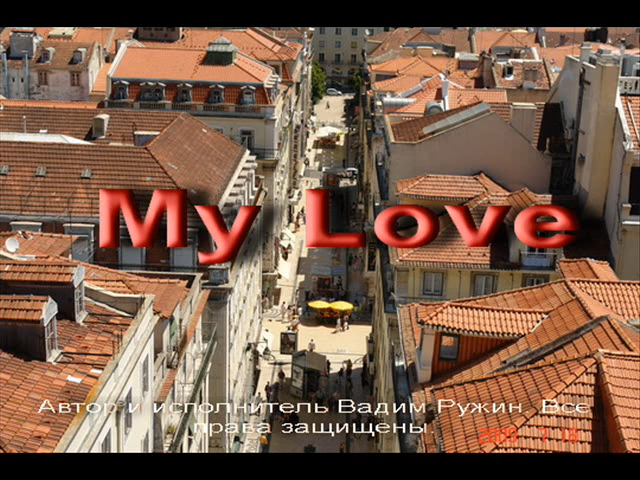 My Love
Автор и исполнитель Вадим Ружин. Все
права защищены.